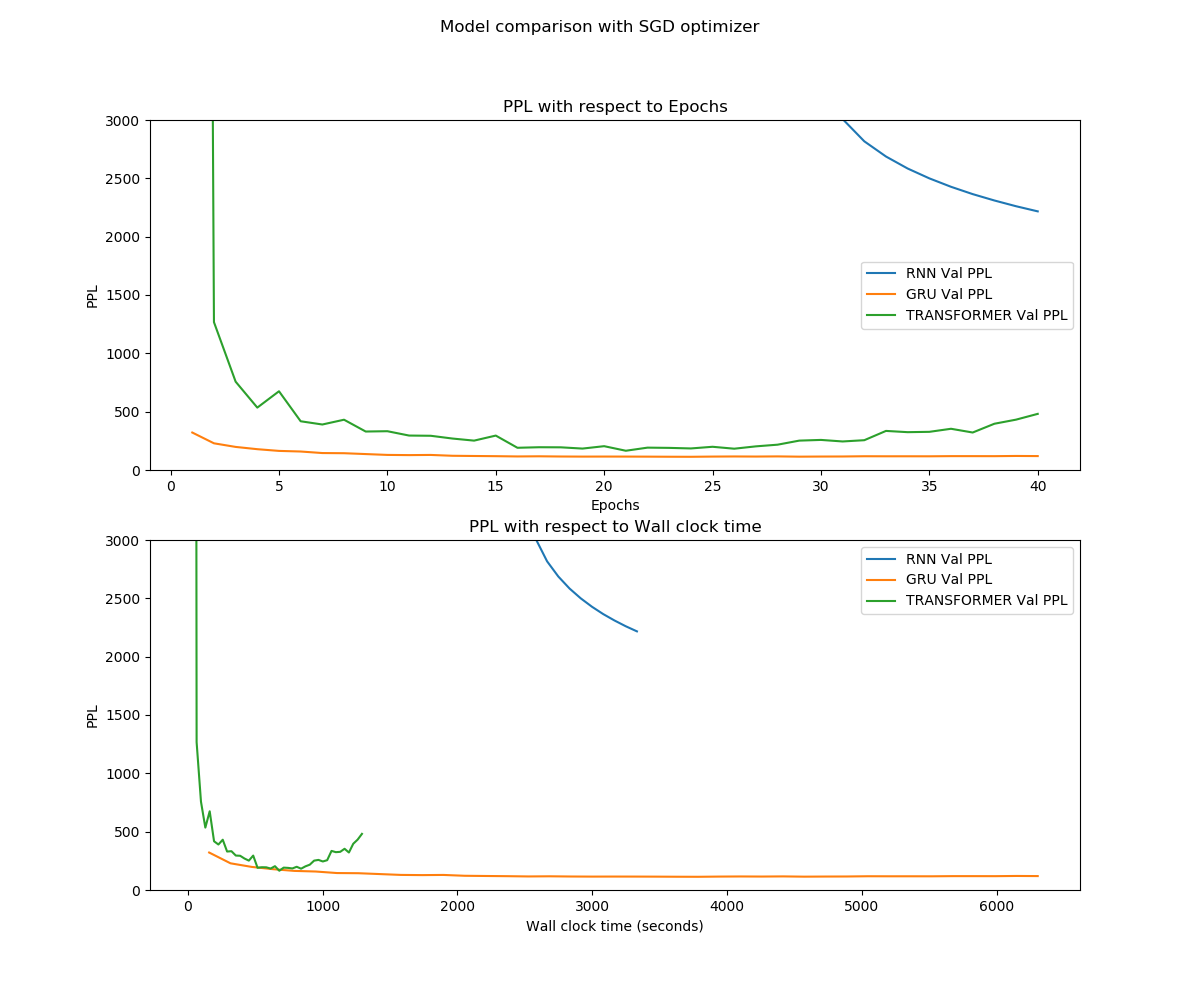 Model comparison with SGD optimizer
PPL with respect to Epochs
3000
2500
2000
1500
1000
500
0
PPL
RNN Val PPL
GRU Val PPL
TRANSFORMER Val PPL
0 5 10 15 20 25 30 35 40
Epochs
PPL with respect to Wall clock time
3000
2500
2000
1500
1000
500
0
PPL
RNN Val PPL
GRU Val PPL
TRANSFORMER Val PPL
0 1000 2000 3000 4000 5000 6000
Wall clock time (seconds)